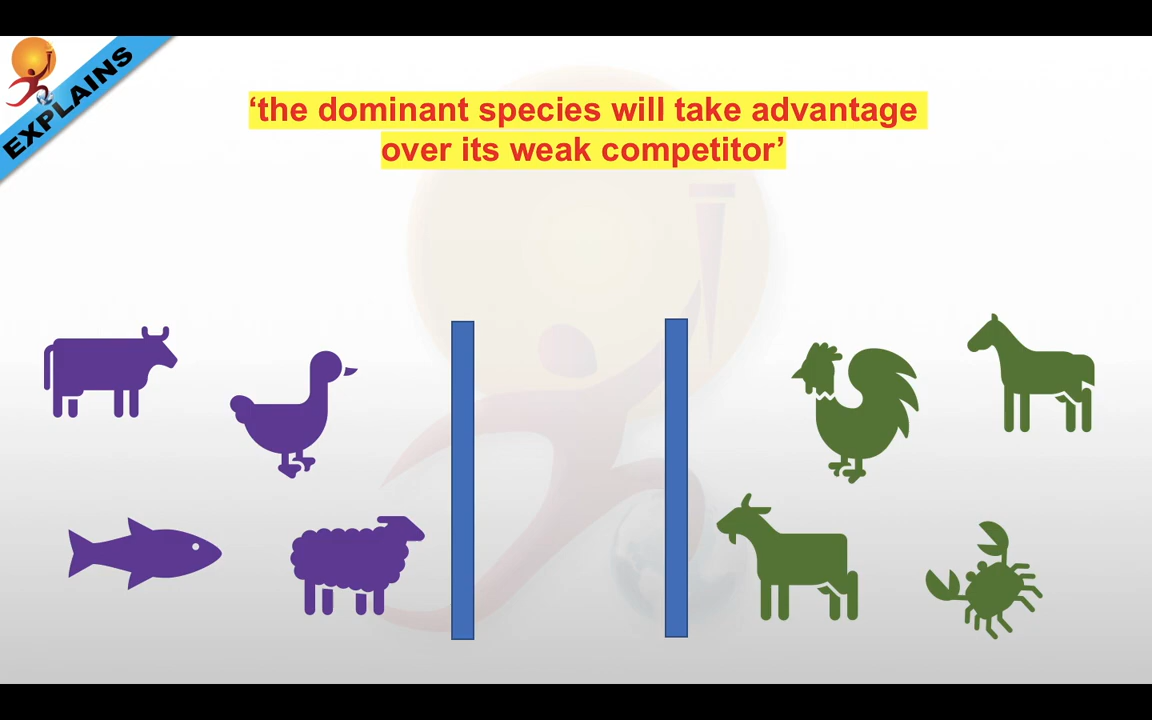 EXPLAINS
‘the dominant species will take advantage
over its weak competitor’